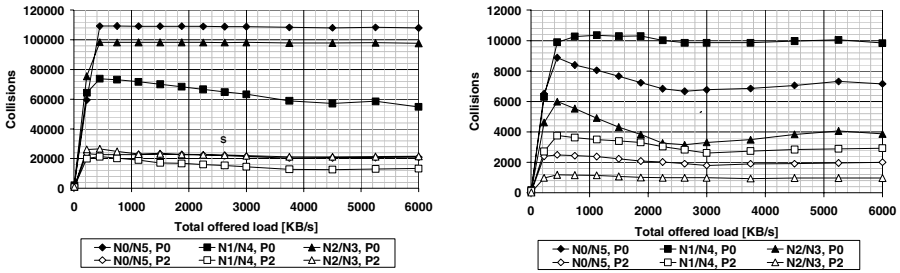 120000
100000
80000
60000
40000
20000
0
Collisions
S
0 1000 2000 3000 4000 5000 6000
Total offered load [KB/s]
N0/N5, P0 N1/N4, P0 N2/N3, P0
N0/N5, P2 N1/N4, P2 N2/N3, P2
12000
10000
8000
6000
4000
2000
0
Collisions
0 1000 2000 3000 4000 5000 6000
Total offered load [KB/s]
N0/N5, P0 N1/N4, P0 N2/N3, P0
N0/N5, P2 N1/N4, P2 N2/N3, P2